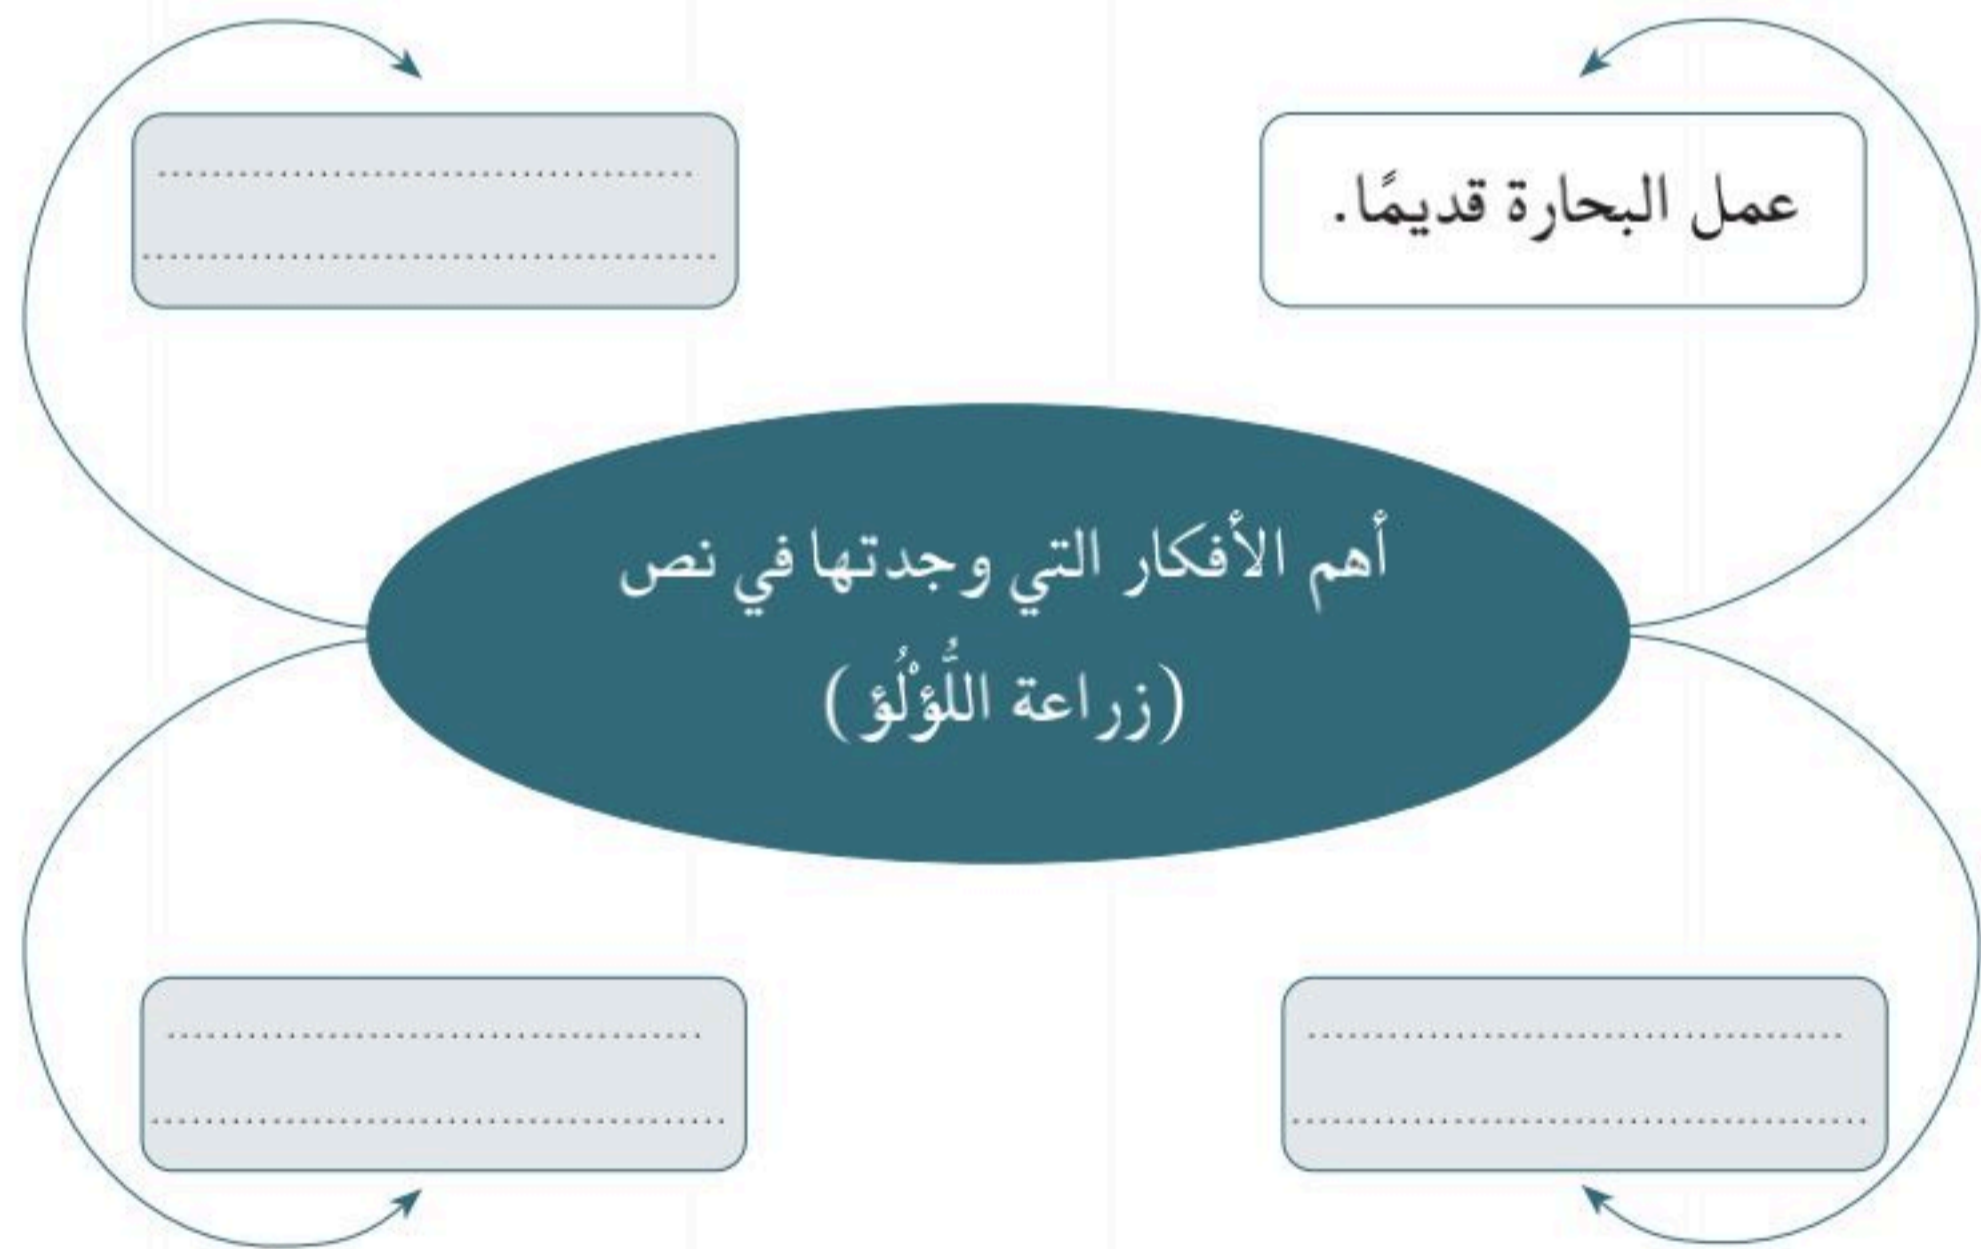 عمل البحارة قديمًا.
أهم الأفكار التي وجدتها في نص
(زراعة اللُّؤْلُؤ)